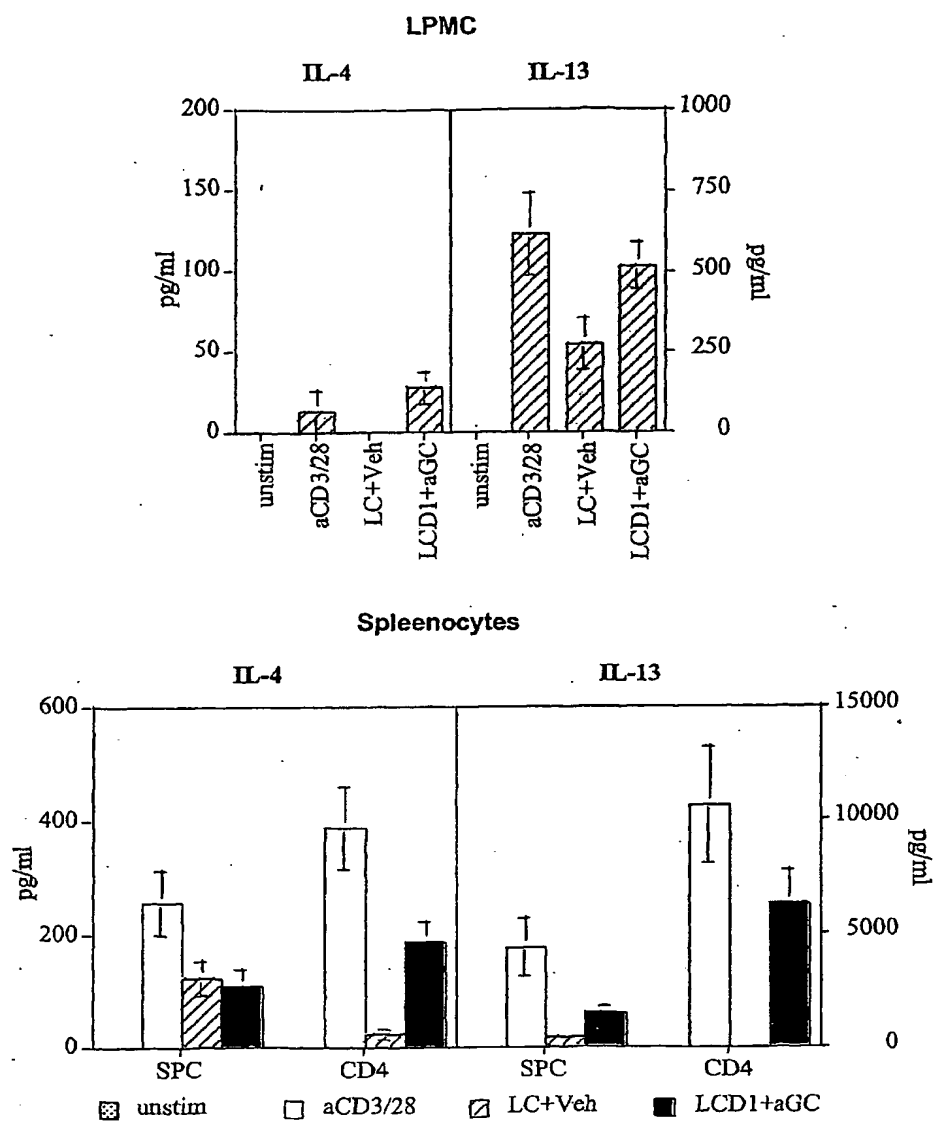 LPMC
IL-4 IL-13
200 1000
150 750
100 500
50 250
0 0
pg/ml pg/ml
unstim aCD3/28 LC+Veh LCD1+aGC unstim aCD3/28 LC+Veh LCD1+aGC
Spleenocytes
IL-4 IL-13
600 15000
400 10000
200 5000
0 0
pg/ml pg/ml
SPC CD4 SPC CD4
unstim aCD3/28 LC+Veh LCD1+aGC